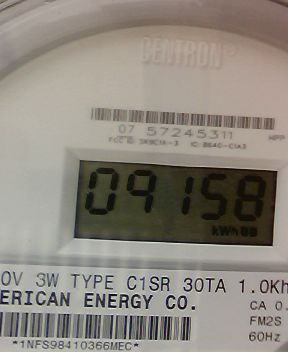 CENTRON®
07 57245311
09158
kWh
0V 3W TYPE C1SR 30TA 1.0Kh
ERICAN ENERGY CO.
CA 0.
FM2S
*1NFS98410366MEC*
60Hz